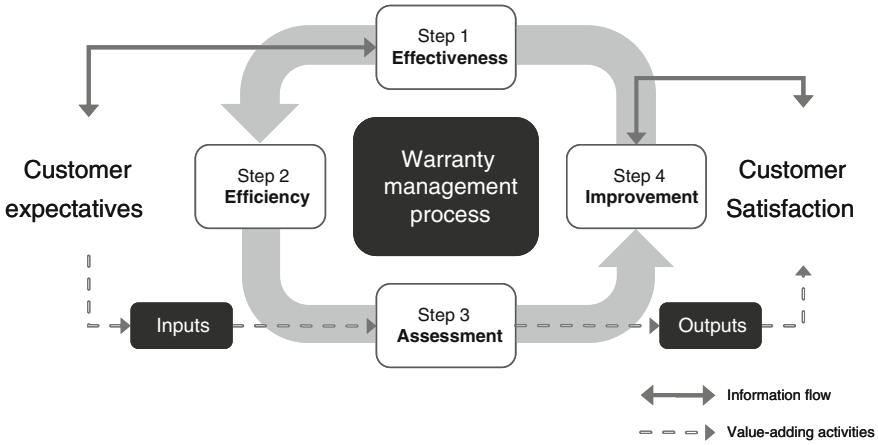 Step 1
Effectiveness
Customer
expectatives
Step 2
Efficiency
Warranty
management
process
Step 4
Improvement
Customer
Satisfaction
Inputs
Step 3
Assessment
Outputs
Information flow
Value-adding activities